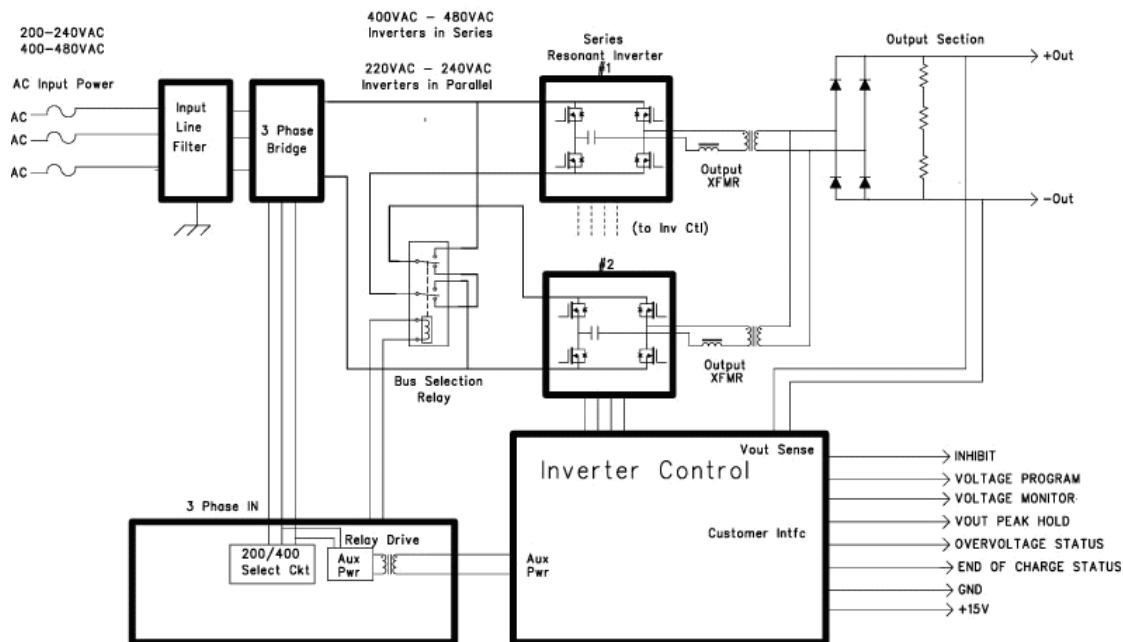 200-240VAC
400-480VAC
AC Input Power
AC
AC
AC
Input
Line
Filter
3 Phase
Bridge
400VAC - 480VAC
Inverters in Series
220VAC - 240VAC
Inverters in Parallel
Series
Resonant Inverter
#1
Output
XFMR
(to Inv Ctl)
#2
Output
XFMR
Output Section
+Out
-Out
Bus Selection
Relay
3 Phase IN
200/400
Select Ckt
Relay Drive
Aux
Pwr
Inverter Control
Vout Sense
Customer Intfc
Aux
Pwr
INHIBIT
VOLTAGE PROGRAM
VOLTAGE MONITOR
VOUT PEAK HOLD
OVERVOLTAGE STATUS
END OF CHARGE STATUS
GND
+15V